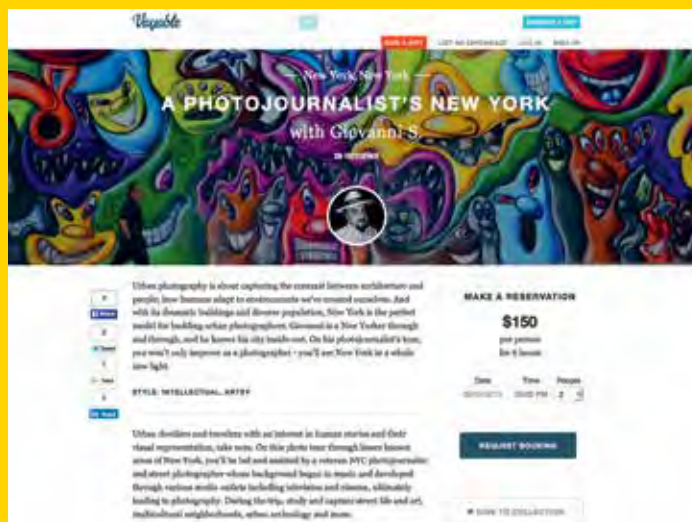 Vayable
LIST AN EXPERIENCE LOG IN SIGN UP
New York, New York
A PHOTOJOURNALIST'S NEW YORK
with Giovanni S.
Urban photography is about capturing the contrast between architecture and
people; how humans adapt to environments we've created ourselves. And
with its dramatic buildings and diverse population, New York is the perfect
model for budding urban photographers. Giovanni is a New Yorker through
and through, and he knows his city inside-out. On his photojournalist's tour,
you won't only improve as a photographer - you'll see New York in a whole
new light.
STYLE: INTELLECTUAL, ARTSY
Urban dwellers and travelers with an interest in human stories and their
visual representation, take note. On this photo tour through lesser known
areas of New York, you'll be led and assisted by a veteran NYC photojournalist
and street photographer whose background began in music and developed
through various media outlets including television and cinema, ultimately
leading to photography. During the trip, study and capture street life and art,
multicultural neighborhoods, urban archeology and more.
MAKE A RESERVATION
$150
per person
Date Time People
2
REQUEST BOOKING